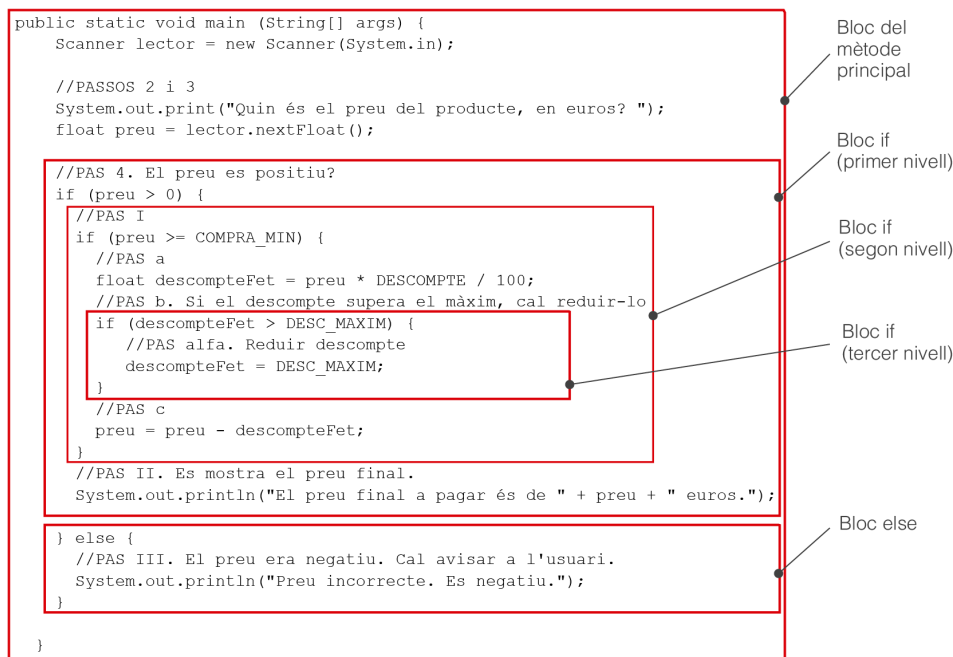 public static void main (String[] args) {
Scanner lector = new Scanner(System.in);
//PASSOS 2 i 3
System.out.print("Quin és el preu del producte, en euros? ");
float preu = lector.nextFloat();
//PAS 4. El preu es positiu?
if (preu > 0) {
//PAS I
if (preu >= COMPRA_MIN) {
//PAS a
float descompteFet = preu * DESCOMPTE / 100;
//PAS b. Si el descompte supera el màxim, cal reduir-lo
if (descompteFet > DESC_MAXIM) {
//PAS alfa. Reduir descompte
descompteFet = DESC_MAXIM;
}
//PAS c
preu = preu - descompteFet;
}
//PAS II. Es mostra el preu final.
System.out.println("El preu final a pagar és de " + preu + " euros.");
} else {
//PAS III. El preu era negatiu. Cal avisar a l'usuari.
System.out.println("Preu incorrecte. Es negatiu.");
}
}
Bloc del
mètode
principal
Bloc if
(primer nivell)
Bloc if
(segon nivell)
Bloc if
(tercer nivell)
Bloc else